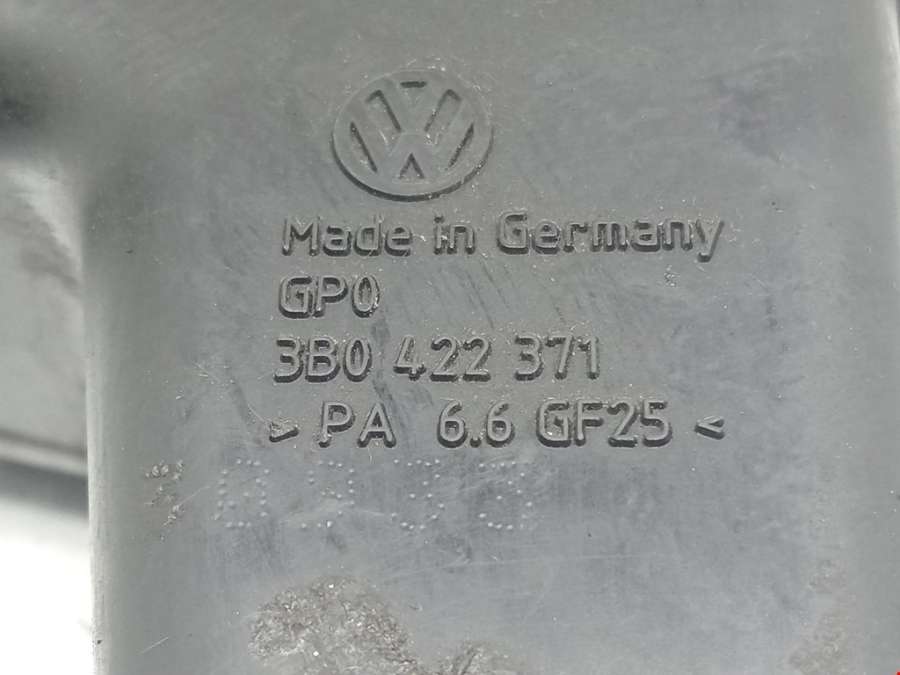 Made in Germany
GP0
3B0 422 371
> PA 6.6 GF25 <